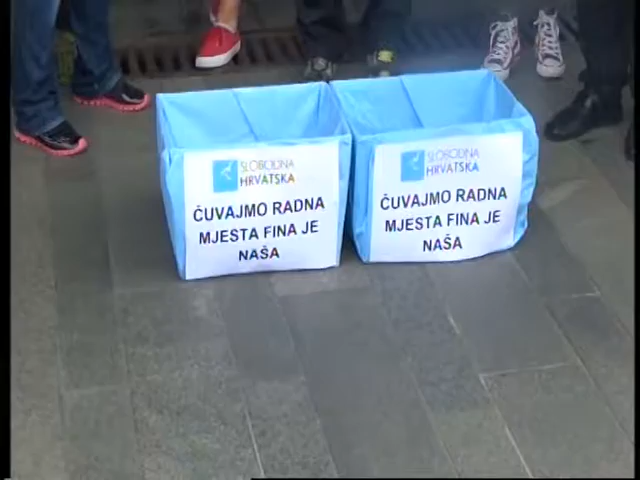 SLOBODNA
HRVATSKA
ČUVAJMO RADNA
MJESTA FINA JE
NAŠA
SLOBODNA
HRVATSKA
ČUVAJMO RADNA
MJESTA FINA JE
NAŠA